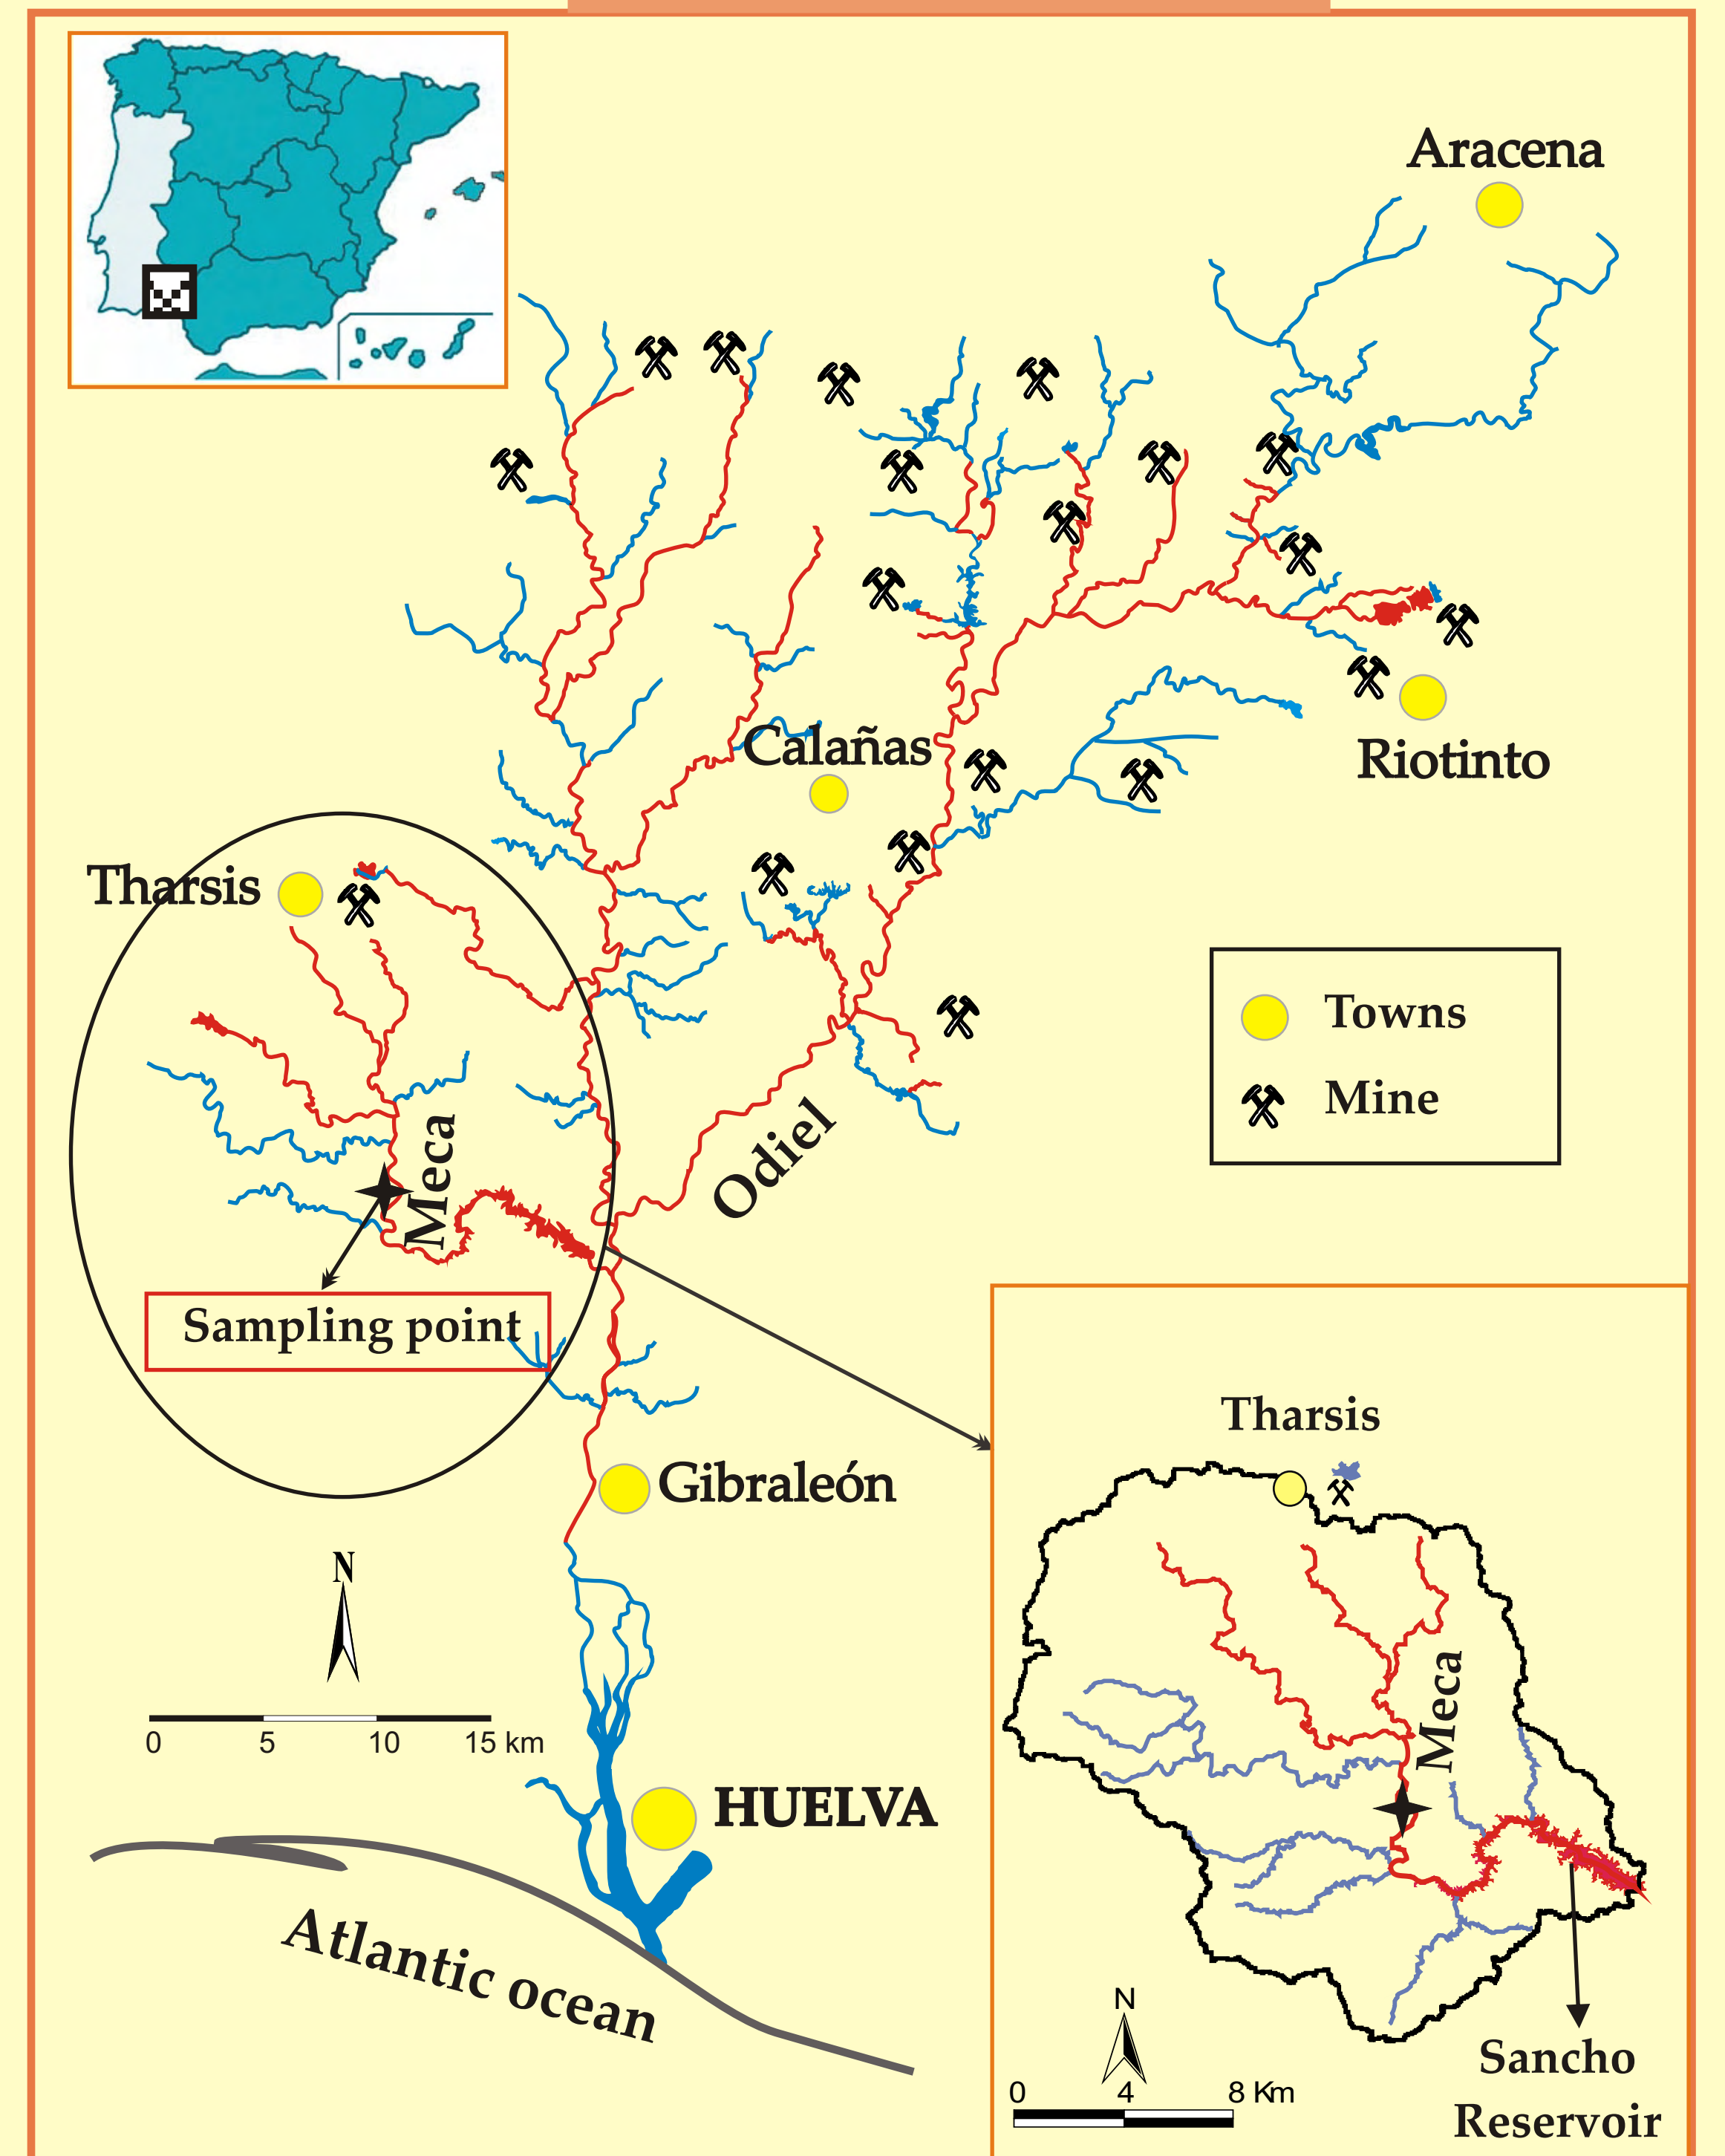 Aracena
Calañas
Riotinto
Tharsis
Towns
Mine
Meca
Odiel
Sampling point
Gibraleón
N
0 5 10 15 km
HUELVA
Atlantic ocean
Tharsis
Meca
N
0 4 8 Km
Sancho
Reservoir